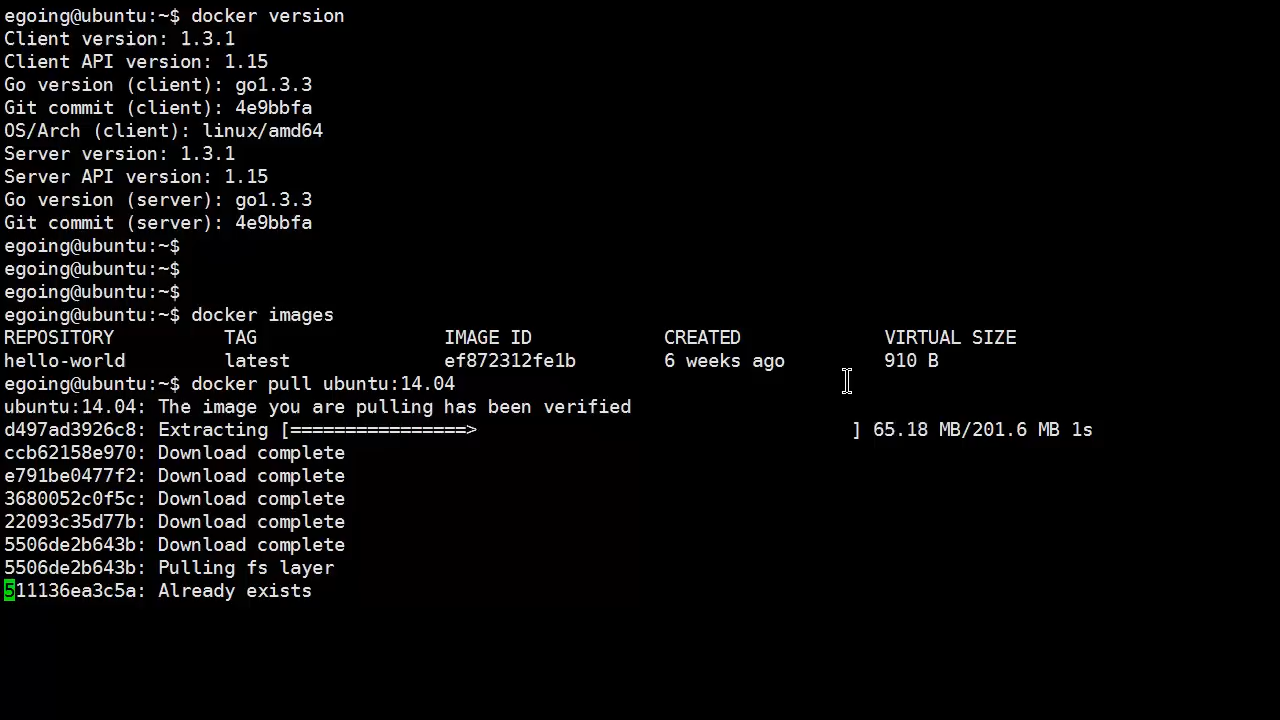 egoing@ubuntu:~$ docker version
Client version: 1.3.1
Client API version: 1.15
Go version (client): go1.3.3
Git commit (client): 4e9bbfa
OS/Arch (client): linux/amd64
Server version: 1.3.1
Server API version: 1.15
Go version (server): go1.3.3
Git commit (server): 4e9bbfa
egoing@ubuntu:~$
egoing@ubuntu:~$
egoing@ubuntu:~$
egoing@ubuntu:~$ docker images
REPOSITORY          TAG                 IMAGE ID            CREATED             VIRTUAL SIZE
hello-world         latest              ef872312fe1b        6 weeks ago         910 B
egoing@ubuntu:~$ docker pull ubuntu:14.04
ubuntu:14.04: The image you are pulling has been verified
d497ad3926c8: Extracting [================>                                  ] 65.18 MB/201.6 MB 1s
ccb62158e970: Download complete
e791be0477f2: Download complete
3680052c0f5c: Download complete
22093c35d77b: Download complete
5506de2b643b: Download complete
5506de2b643b: Pulling fs layer
511136ea3c5a: Already exists